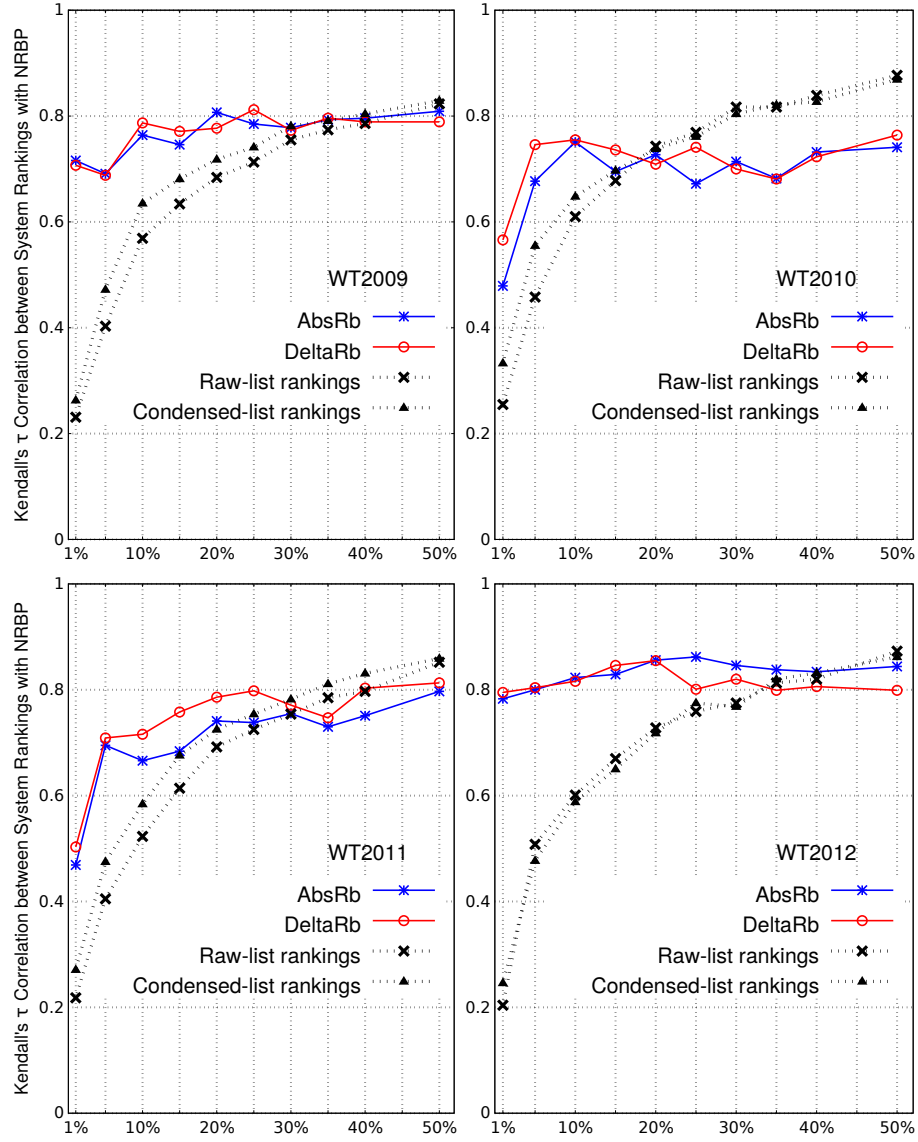 Kendall's τ Correlation between System Rankings with NRBP
1
0.8
0.6
0.4
0.2
0
WT2009
AbsRb
DeltaRb
Raw-list rankings
Condensed-list rankings
1% 10% 20% 30% 40% 50%
1
0.8
0.6
0.4
0.2
0
WT2010
AbsRb
DeltaRb
Raw-list rankings
Condensed-list rankings
1% 10% 20% 30% 40% 50%
Kendall's τ Correlation between System Rankings with NRBP
1
0.8
0.6
0.4
0.2
0
WT2011
AbsRb
DeltaRb
Raw-list rankings
Condensed-list rankings
1% 10% 20% 30% 40% 50%
1
0.8
0.6
0.4
0.2
0
WT2012
AbsRb
DeltaRb
Raw-list rankings
Condensed-list rankings
1% 10% 20% 30% 40% 50%